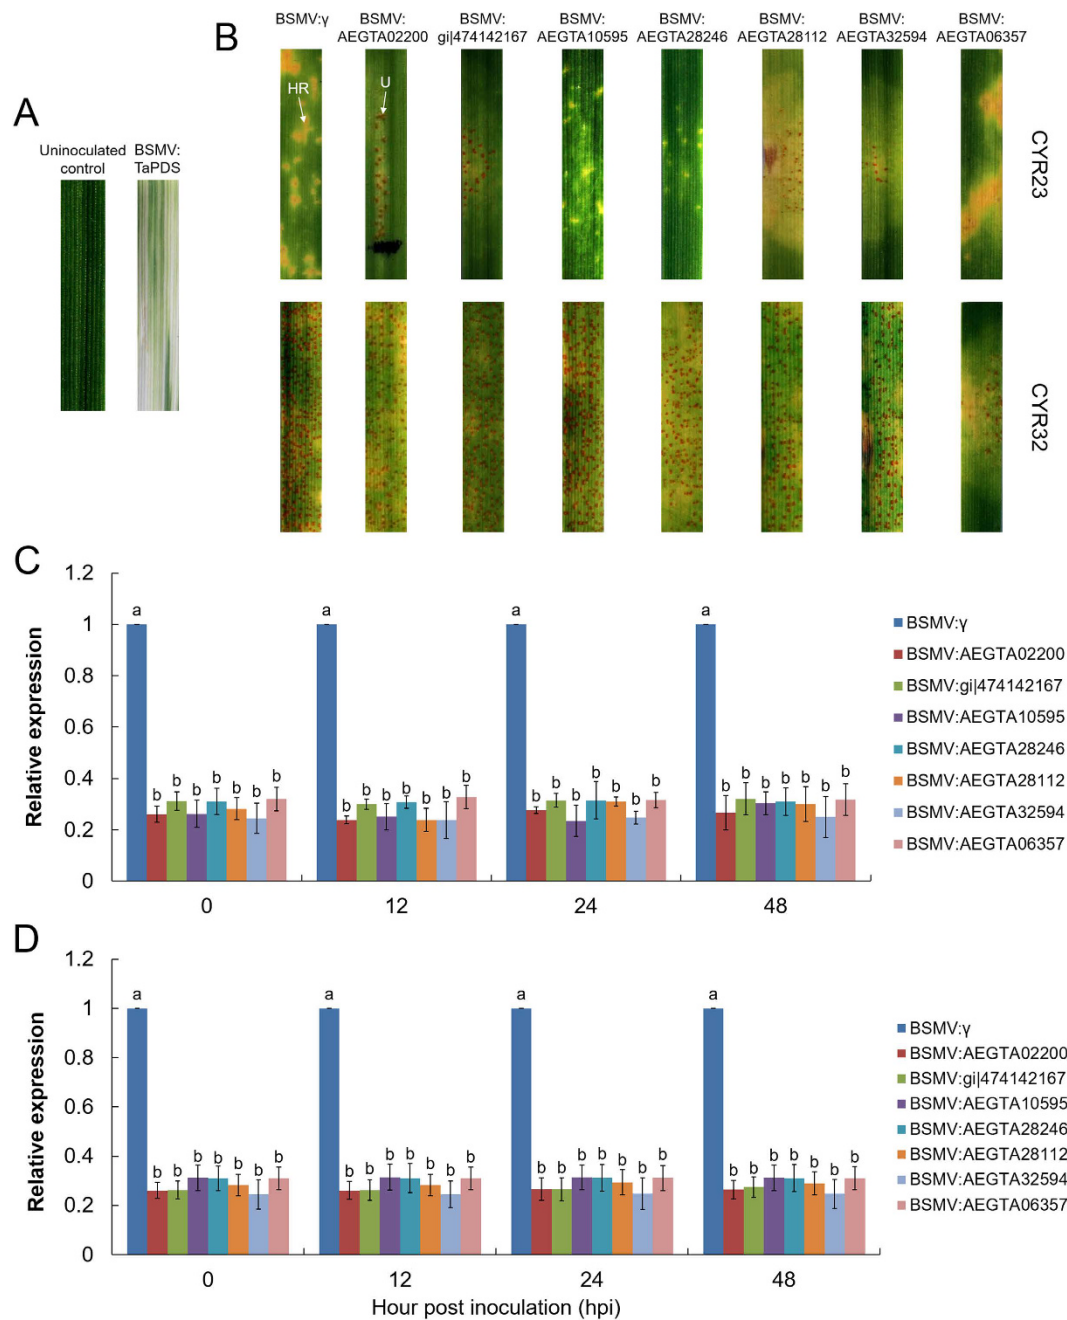 A
Uninoculated
control
BSMV:
TaPDS
B
BSMV:γ
BSMV:
AEGTA02200
BSMV:
gi|474142167
BSMV:
AEGTA10595
BSMV:
AEGTA28246
BSMV:
AEGTA28112
BSMV:
AEGTA32594
BSMV:
AEGTA06357
HR
U
CYR23
CYR32
C
Relative expression
1.2
1
0.8
0.6
0.4
0.2
0
a
b b b b b b b
a
b b b b b b b
a
b b b b b b b
a
b b b b b b b
0 12 24 48
BSMV:γ
BSMV:AEGTA02200
BSMV:gi|474142167
BSMV:AEGTA10595
BSMV:AEGTA28246
BSMV:AEGTA28112
BSMV:AEGTA32594
BSMV:AEGTA06357
D
Relative expression
1.2
1
0.8
0.6
0.4
0.2
0
a
b b b b b b b
a
b b b b b b b
a
b b b b b b b
a
b b b b b b b
0 12 24 48
Hour post inoculation (hpi)
BSMV:γ
BSMV:AEGTA02200
BSMV:gi|474142167
BSMV:AEGTA10595
BSMV:AEGTA28246
BSMV:AEGTA28112
BSMV:AEGTA32594
BSMV:AEGTA06357